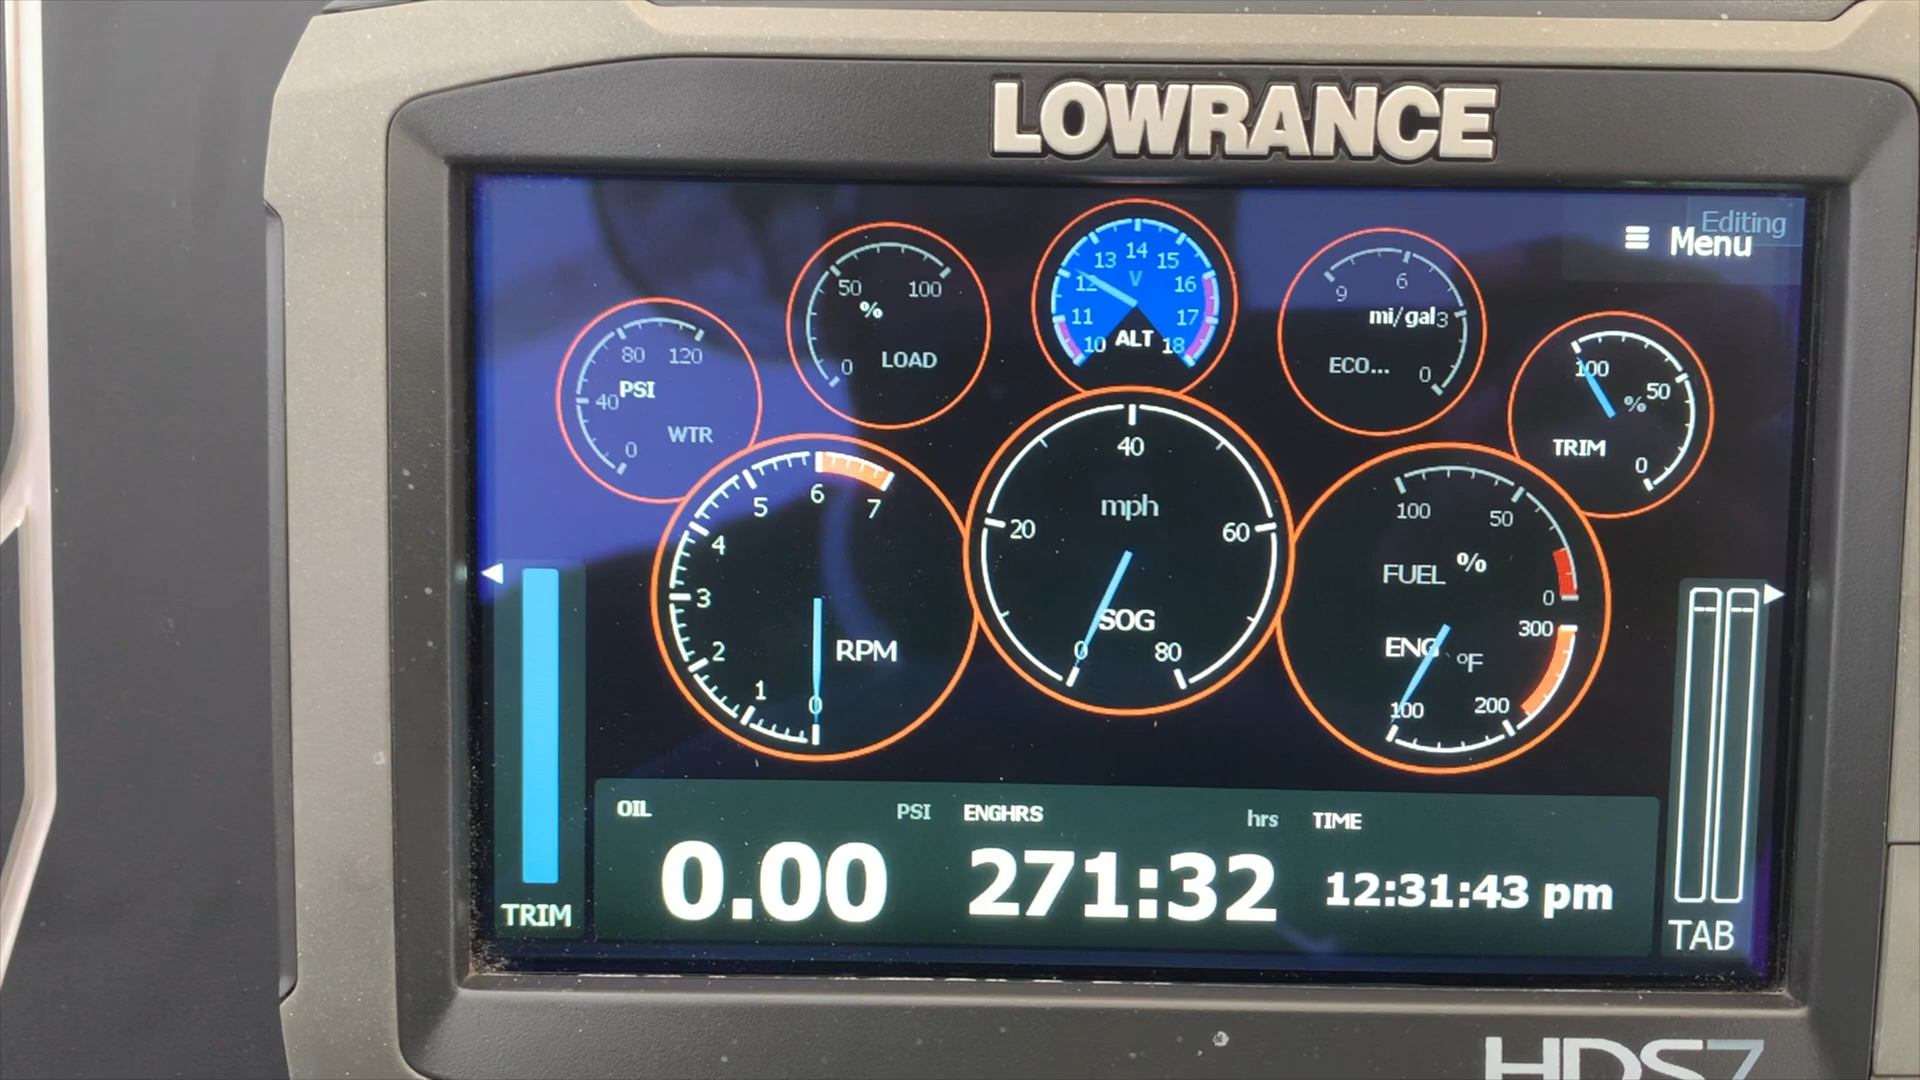 LOWRANCE
Editing
Menu
50 100
%
LOAD
0
10 11 12 13 14 15 16 17 18
V
ALT
9 6 3 0
mi/gal
ECO...
80 120
40 PSI
WTR
0
100
50
%
TRIM
0
0 1 2 3 4 5 6 7
RPM
40
mph
20 60
SOG
0 80
100 50
FUEL %
0
300
ENG °F
100 200
TRIM
OIL PSI
0.00
ENGHRS hrs
271:32
TIME
12:31:43 pm
TAB
HDS7